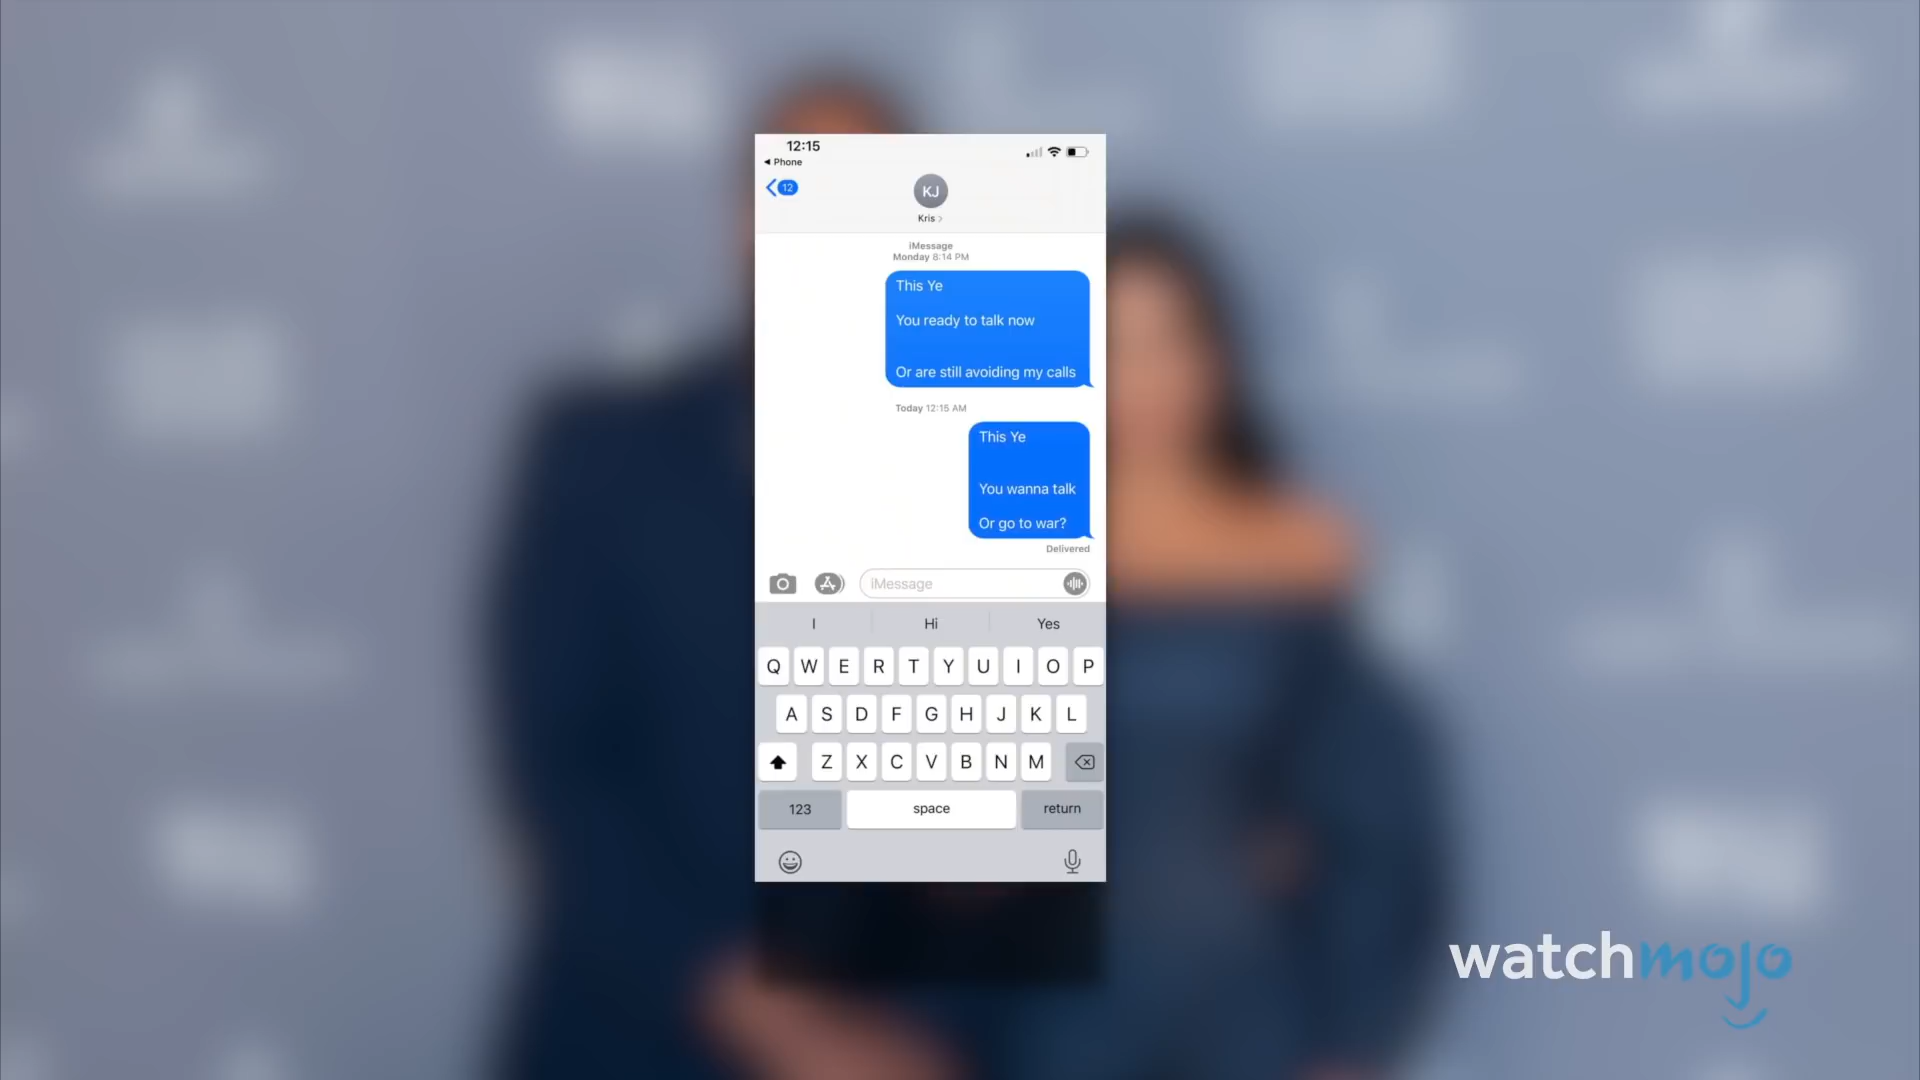 12:15
Phone
12
KJ
Kris
iMessage
Monday 8:14 PM
This Ye
You ready to talk now
Or are still avoiding my calls
Today 12:15 AM
This Ye
You wanna talk
Or go to war?
Delivered
iMessage
I Hi Yes
Q W E R T Y U I O P
A S D F G H J K L
Z X C V B N M
123 space return
watchmojo